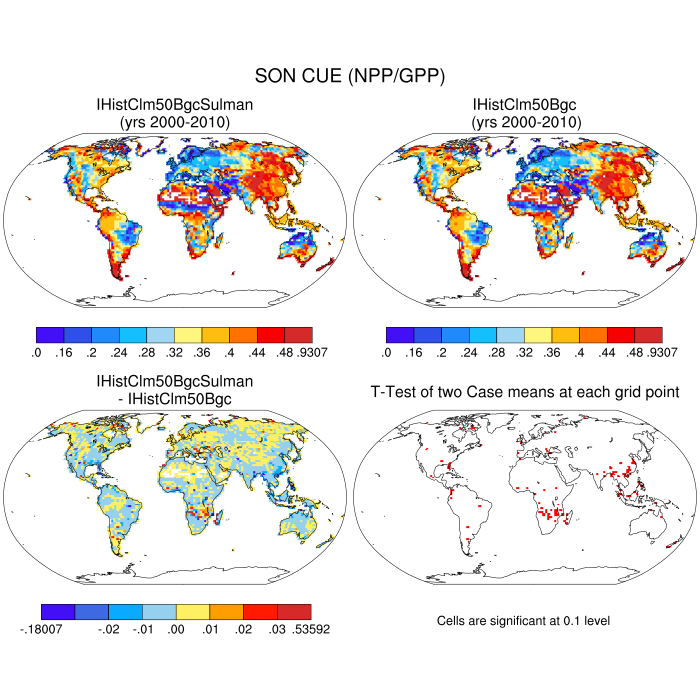 SON CUE (NPP/GPP)
IHistClm50BgcSulman
(yrs 2000-2010)
IHistClm50Bgc
(yrs 2000-2010)
.0 .16 .2 .24 .28 .32 .36 .4 .44 .48 .9307
.0 .16 .2 .24 .28 .32 .36 .4 .44 .48 .9307
IHistClm50BgcSulman
- IHistClm50Bgc
T-Test of two Case means at each grid point
-.18007 -.02 -.01 .00 .01 .02 .03 .53592
Cells are significant at 0.1 level